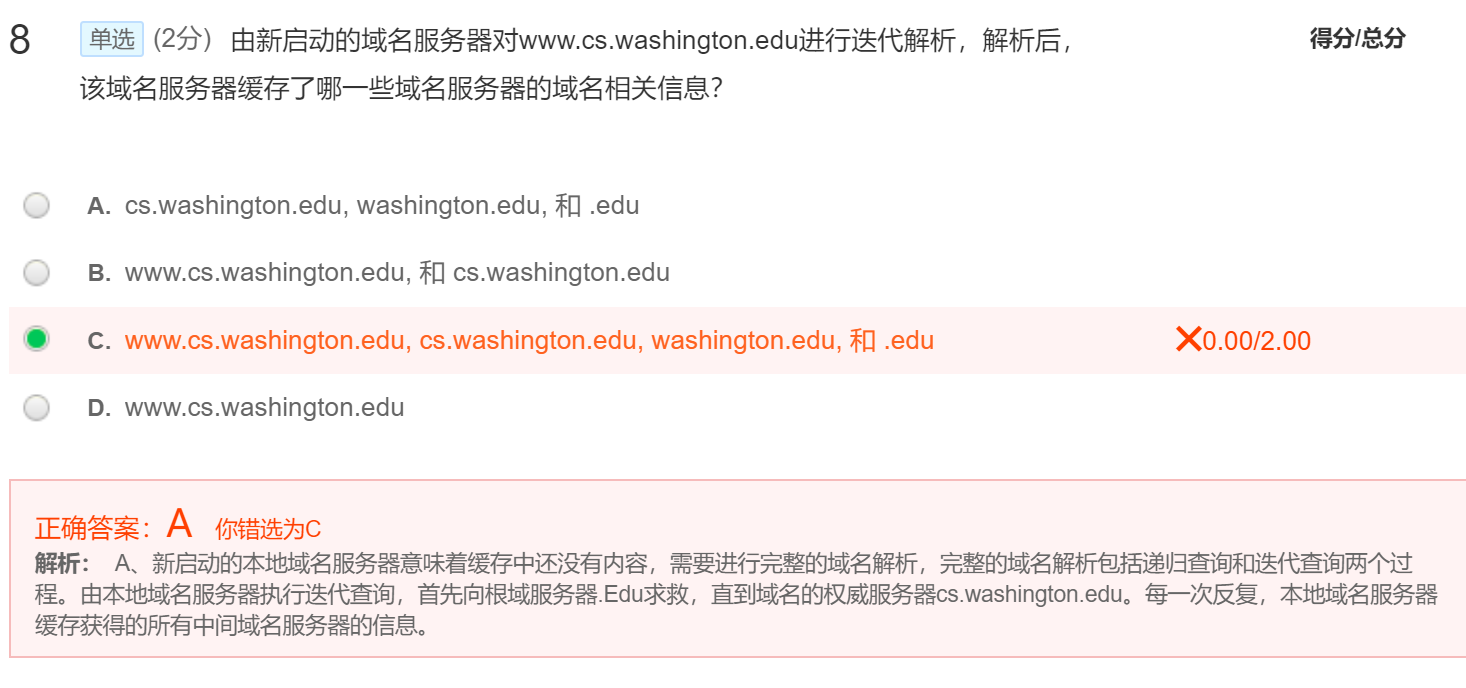 8 单选 (2分) 由新启动的域名服务器对www.cs.washington.edu进行迭代解析，解析后， 得分/总分
该域名服务器缓存了哪一些域名服务器的域名相关信息？
A. cs.washington.edu, washington.edu, 和 .edu
B. www.cs.washington.edu, 和 cs.washington.edu
C. www.cs.washington.edu, cs.washington.edu, washington.edu, 和 .edu ✕0.00/2.00
D. www.cs.washington.edu
正确答案：A 你错选为C
解析： A、新启动的本地域名服务器意味着缓存中还没有内容，需要进行完整的域名解析，完整的域名解析包括递归查询和迭代查询两个过
程。由本地域名服务器执行迭代查询，首先向根域服务器.Edu求救，直到域名的权威服务器cs.washington.edu。每一次反复，本地域名服务器
缓存获得的所有中间域名服务器的信息。